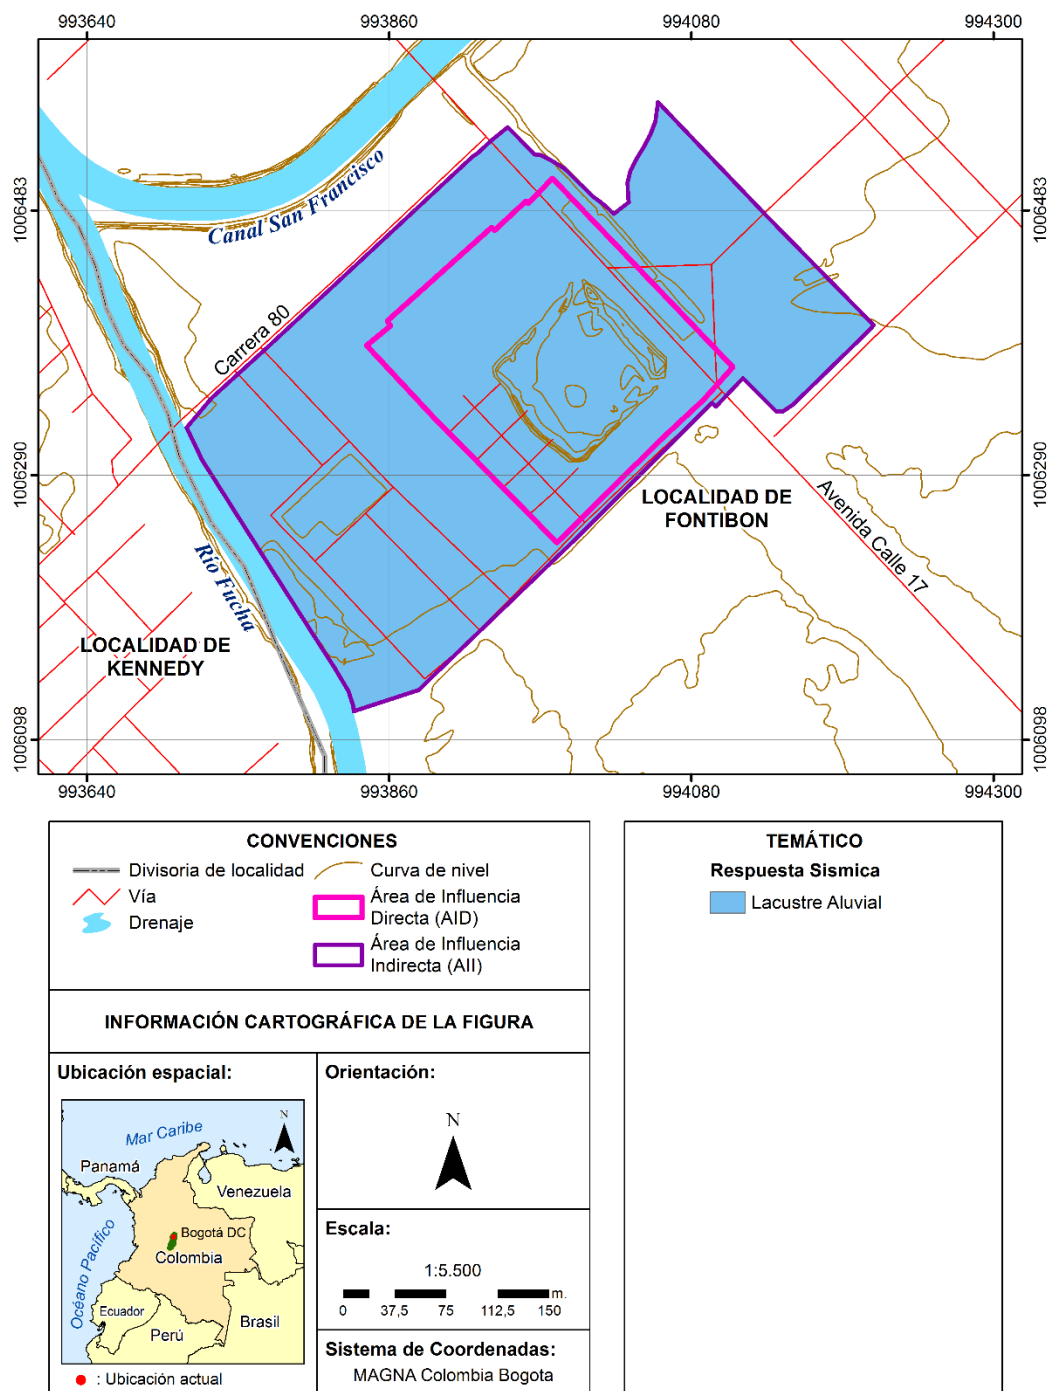 993640
993860
994080
994300
1006483
1006483
Canal San Francisco
Carrera 80
1006290
1006290
LOCALIDAD DE
FONTIBON
Avenida Calle 17
Río Fucha
LOCALIDAD DE
KENNEDY
1006098
1006098
993640
993860
994080
994300
CONVENCIONES
Divisoria de localidad
Vía
Drenaje
Curva de nivel
Área de Influencia
Directa (AID)
Área de Influencia
Indirecta (AII)
TEMÁTICO
Respuesta Sismica
Lacustre Aluvial
INFORMACIÓN CARTOGRÁFICA DE LA FIGURA
Ubicación espacial:
N
Mar Caribe
Panamá
Venezuela
Bogotá DC
Colombia
Océano Pacífico
Ecuador
Perú
Brasil
: Ubicación actual
Orientación:
N
Escala:
1:5.500
m.
0 37,5 75 112,5 150
Sistema de Coordenadas:
MAGNA Colombia Bogota